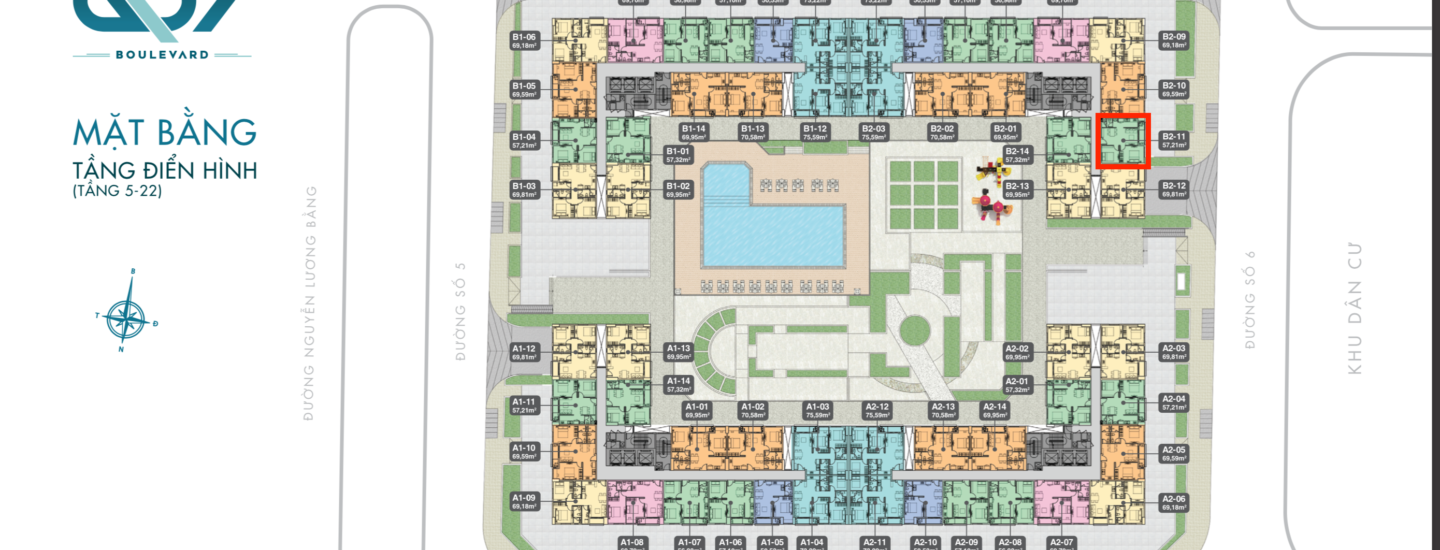 BOULEVARD
MẶT BẰNG
TẦNG ĐIỂN HÌNH
(TẦNG 5-22)
B
T
Đ
N
ĐƯỜNG NGUYỄN LƯƠNG BẰNG
ĐƯỜNG SỐ 5
ĐƯỜNG SỐ 6
KHU DÂN CƯ
B1-06
69,18m²
B1-05
69,59m²
B1-04
57,21m²
B1-03
69,81m²
B1-14
69,95m²
B1-13
70,58m²
B1-12
75,59m²
B2-03
75,59m²
B2-02
70,58m²
B2-01
69,95m²
B1-01
57,32m²
B1-02
69,95m²
B2-14
57,32m²
B2-13
69,95m²
B2-09
69,18m²
B2-10
69,59m²
B2-11
57,21m²
B2-12
69,81m²
A1-12
69,81m²
A1-11
57,21m²
A1-10
69,59m²
A1-09
69,18m²
A1-13
69,95m²
A1-14
57,32m²
A1-01
69,95m²
A1-02
70,58m²
A1-03
75,59m²
A2-12
75,59m²
A2-13
70,58m²
A2-14
69,95m²
A2-02
69,95m²
A2-01
57,32m²
A2-03
69,81m²
A2-04
57,21m²
A2-05
69,59m²
A2-06
69,18m²
A1-08
A1-07
A1-06
A1-05
A1-04
A2-11
A2-10
A2-09
A2-08
A2-07